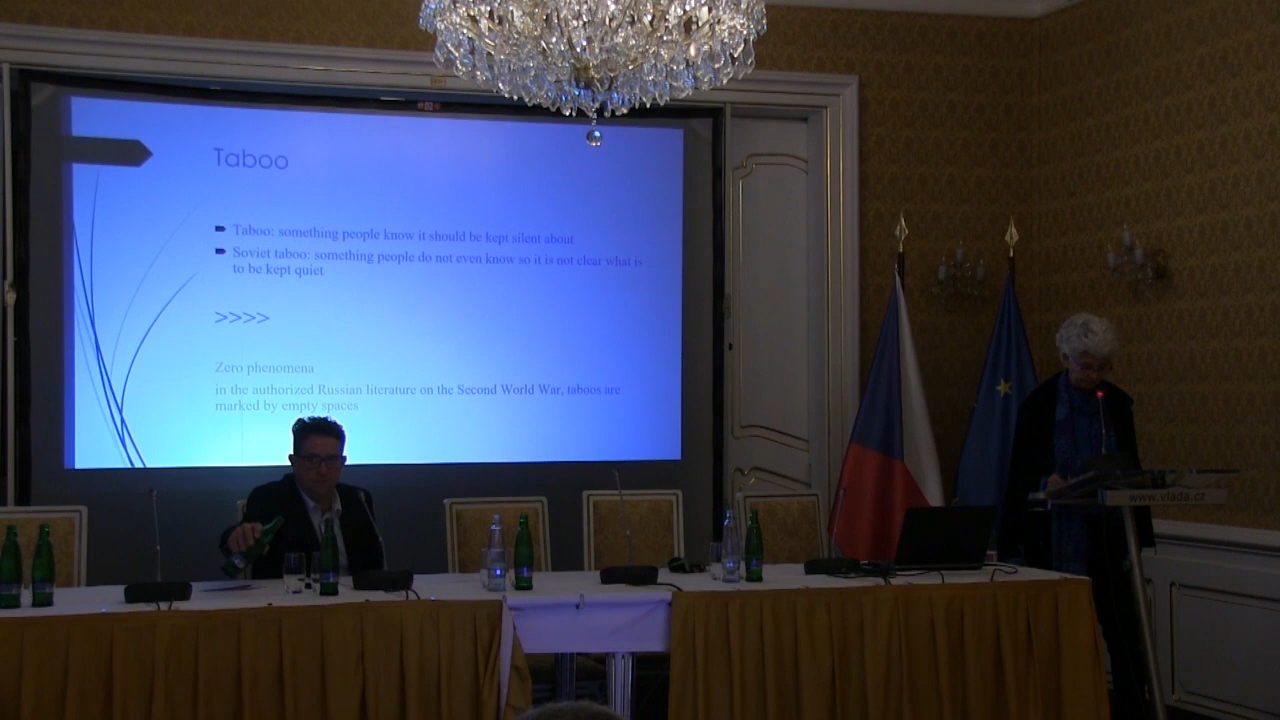 Taboo
Taboo: something people know it should be kept silent about
Soviet taboo: something people do not even know so it is not clear what is
to be kept quiet
>>>>
Zero phenomena
in the authorized Russian literature on the Second World War, taboos are
marked by empty spaces
www.vlada.cz